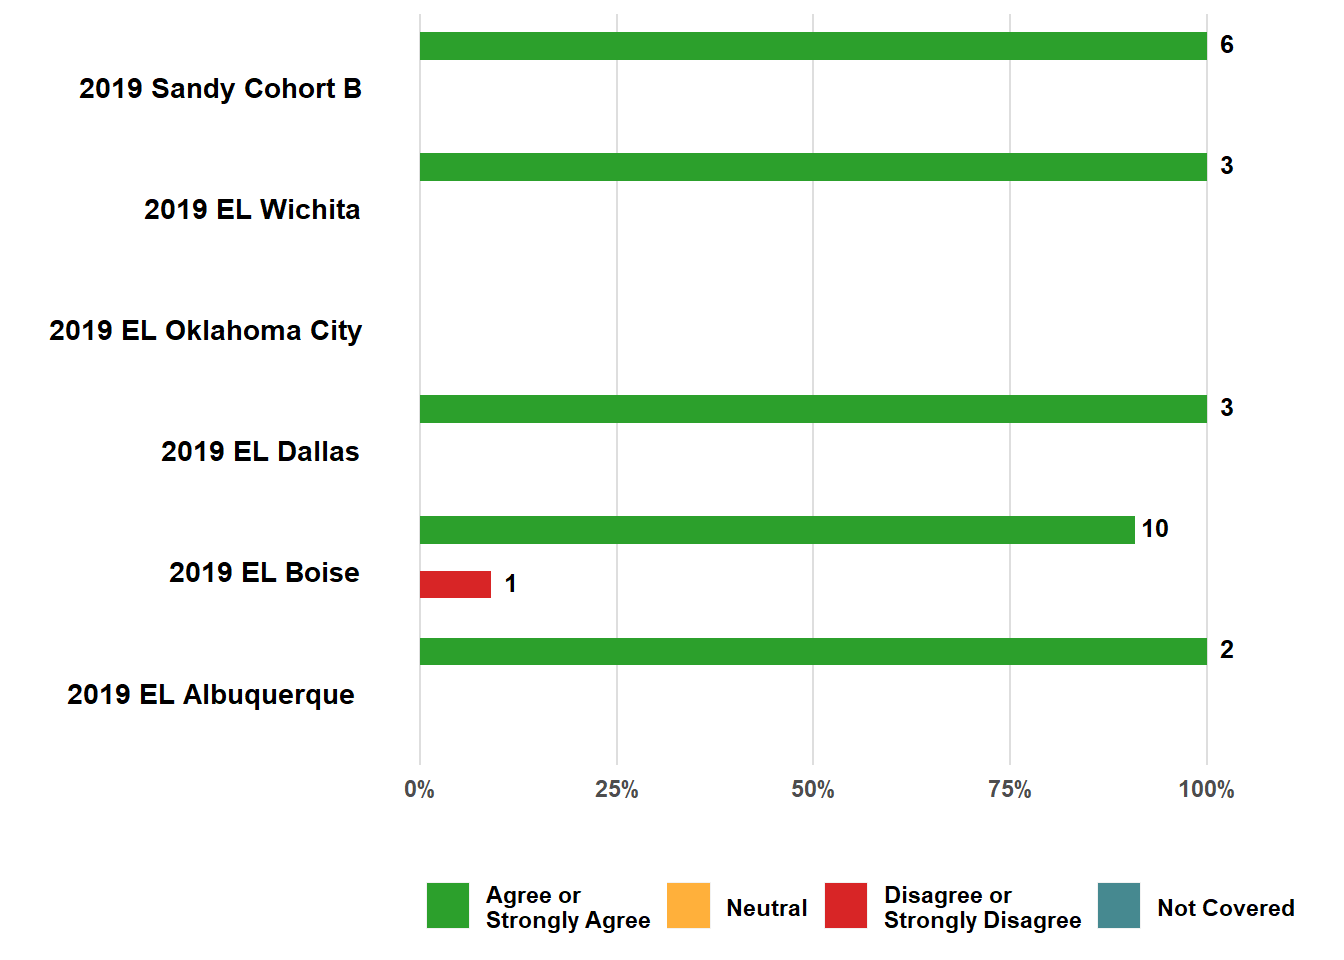 6
2019 Sandy Cohort B
3
2019 EL Wichita
2019 EL Oklahoma City
3
2019 EL Dallas
10
2019 EL Boise
1
2
2019 EL Albuquerque
0% 25% 50% 75% 100%
Agree or
Strongly Agree
Neutral
Disagree or
Strongly Disagree
Not Covered